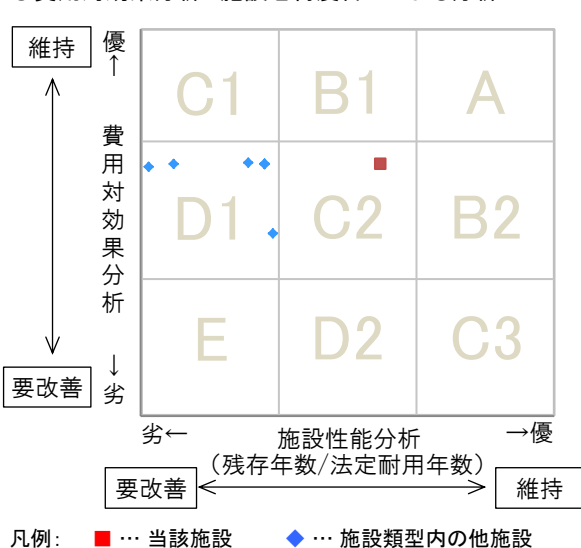 維持
優
↑
費用対効果分析
↓
劣
要改善
C1 B1 A
D1 C2 B2
E D2 C3
劣← 施設性能分析 →優
(残存年数/法定耐用年数)
要改善 維持
凡例: ■ … 当該施設 ◆ … 施設類型内の他施設